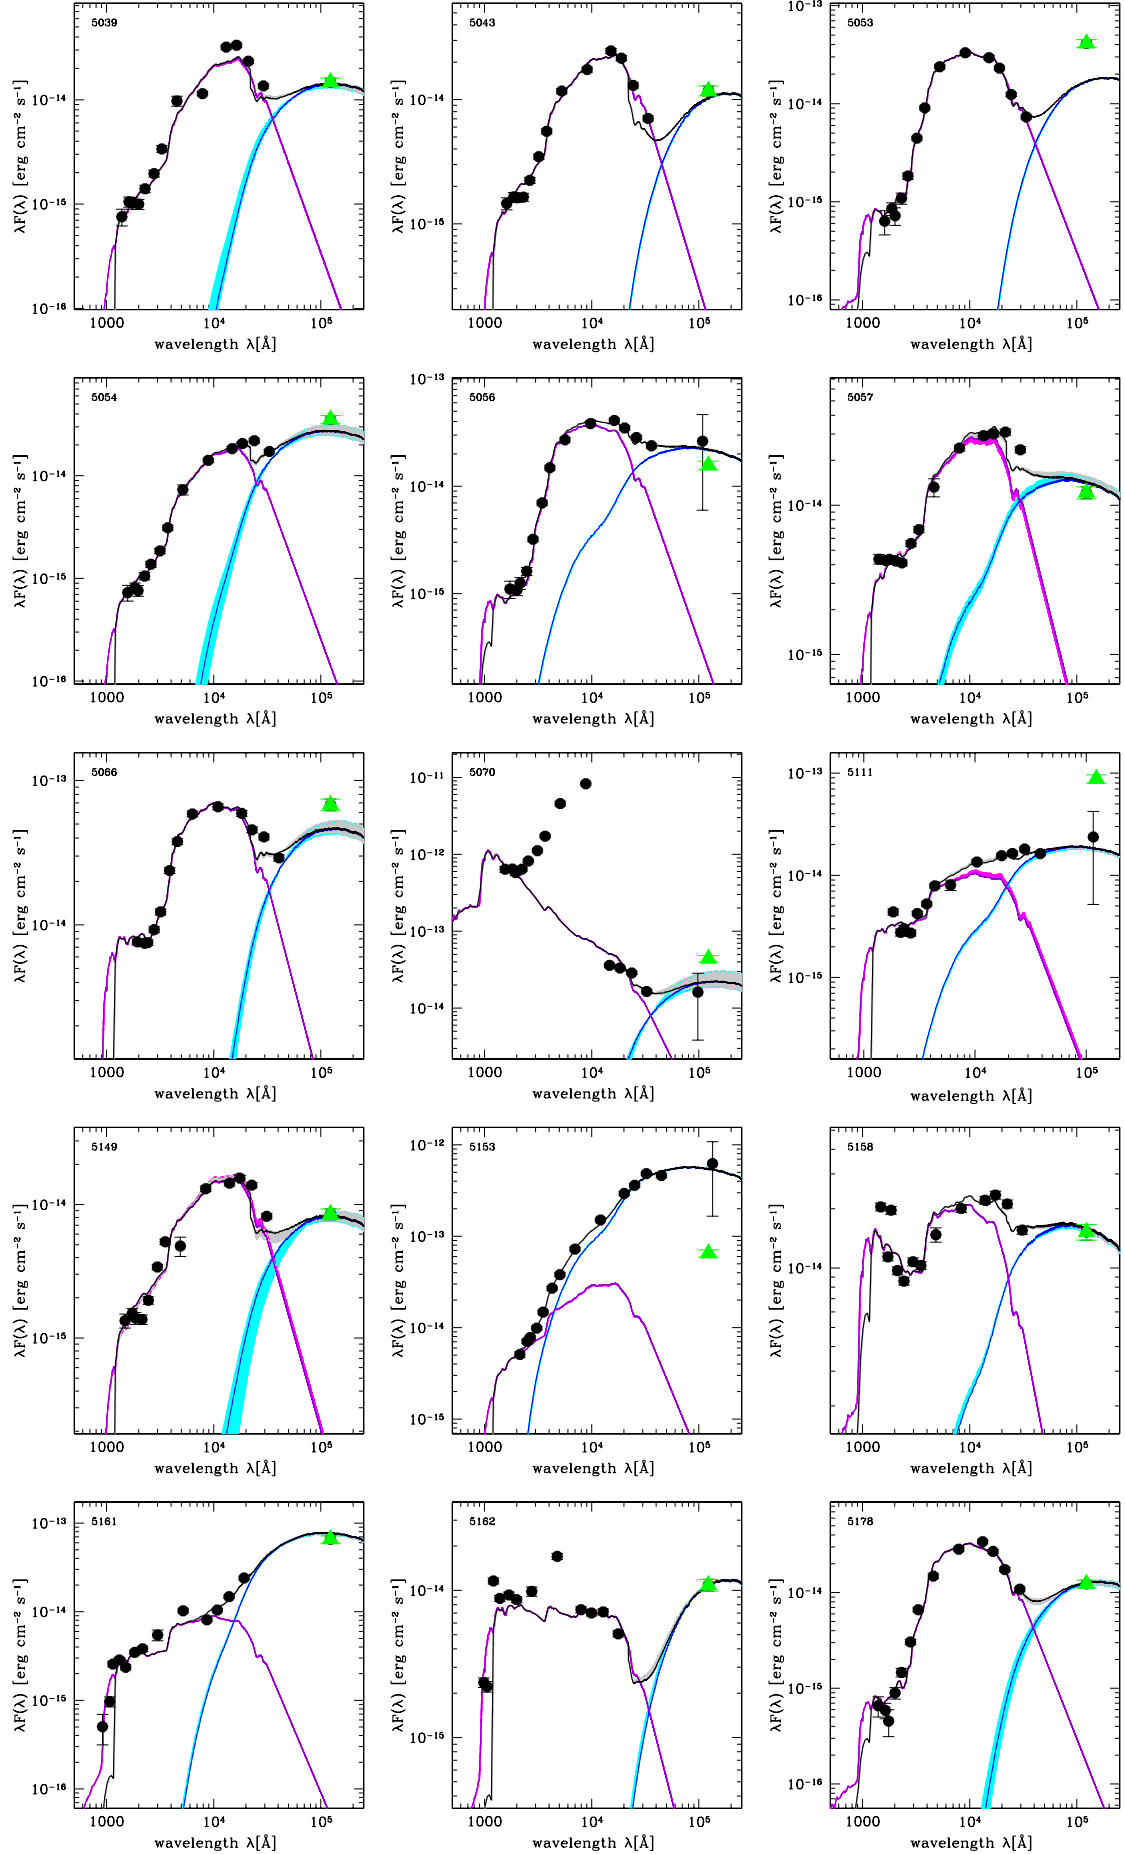 5039
λF(λ) [erg cm⁻² s⁻¹]
10⁻¹⁴
10⁻¹⁵
10⁻¹⁶
1000 10⁴ 10⁵
wavelength λ[Å]
5043
λF(λ) [erg cm⁻² s⁻¹]
10⁻¹⁴
10⁻¹⁵
1000 10⁴ 10⁵
wavelength λ[Å]
5053
λF(λ) [erg cm⁻² s⁻¹]
10⁻¹³
10⁻¹⁴
10⁻¹⁵
10⁻¹⁶
1000 10⁴ 10⁵
wavelength λ[Å]
5054
λF(λ) [erg cm⁻² s⁻¹]
10⁻¹⁴
10⁻¹⁵
10⁻¹⁶
1000 10⁴ 10⁵
wavelength λ[Å]
5056
λF(λ) [erg cm⁻² s⁻¹]
10⁻¹³
10⁻¹⁴
10⁻¹⁵
1000 10⁴ 10⁵
wavelength λ[Å]
5057
λF(λ) [erg cm⁻² s⁻¹]
10⁻¹⁴
10⁻¹⁵
10⁻¹⁶
1000 10⁴ 10⁵
wavelength λ[Å]
5066
λF(λ) [erg cm⁻² s⁻¹]
10⁻¹³
10⁻¹⁴
1000 10⁴ 10⁵
wavelength λ[Å]
5070
λF(λ) [erg cm⁻² s⁻¹]
10⁻¹¹
10⁻¹²
10⁻¹³
10⁻¹⁴
1000 10⁴ 10⁵
wavelength λ[Å]
5111
λF(λ) [erg cm⁻² s⁻¹]
10⁻¹³
10⁻¹⁴
10⁻¹⁵
1000 10⁴ 10⁵
wavelength λ[Å]
5149
λF(λ) [erg cm⁻² s⁻¹]
10⁻¹⁴
10⁻¹⁵
1000 10⁴ 10⁵
wavelength λ[Å]
5153
λF(λ) [erg cm⁻² s⁻¹]
10⁻¹²
10⁻¹³
10⁻¹⁴
10⁻¹⁵
1000 10⁴ 10⁵
wavelength λ[Å]
5158
λF(λ) [erg cm⁻² s⁻¹]
10⁻¹⁴
1000 10⁴ 10⁵
wavelength λ[Å]
5161
λF(λ) [erg cm⁻² s⁻¹]
10⁻¹³
10⁻¹⁴
10⁻¹⁵
10⁻¹⁶
1000 10⁴ 10⁵
wavelength λ[Å]
5162
λF(λ) [erg cm⁻² s⁻¹]
10⁻¹⁴
10⁻¹⁵
1000 10⁴ 10⁵
wavelength λ[Å]
5178
λF(λ) [erg cm⁻² s⁻¹]
10⁻¹⁴
10⁻¹⁵
10⁻¹⁶
1000 10⁴ 10⁵
wavelength λ[Å]